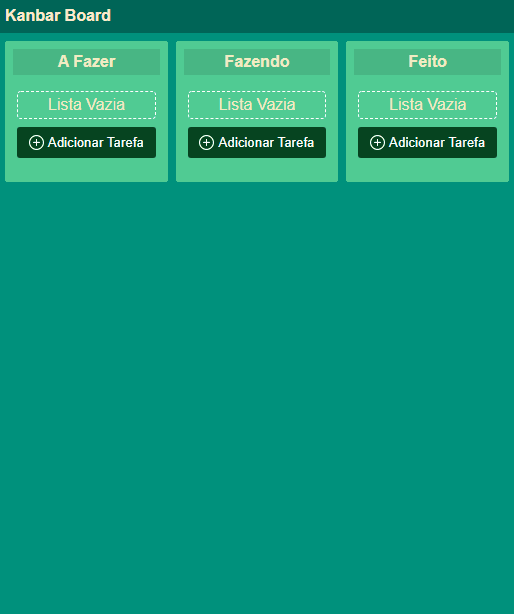 Kanbar Board
A Fazer
Lista Vazia
Adicionar Tarefa
Fazendo
Lista Vazia
Adicionar Tarefa
Feito
Lista Vazia
Adicionar Tarefa